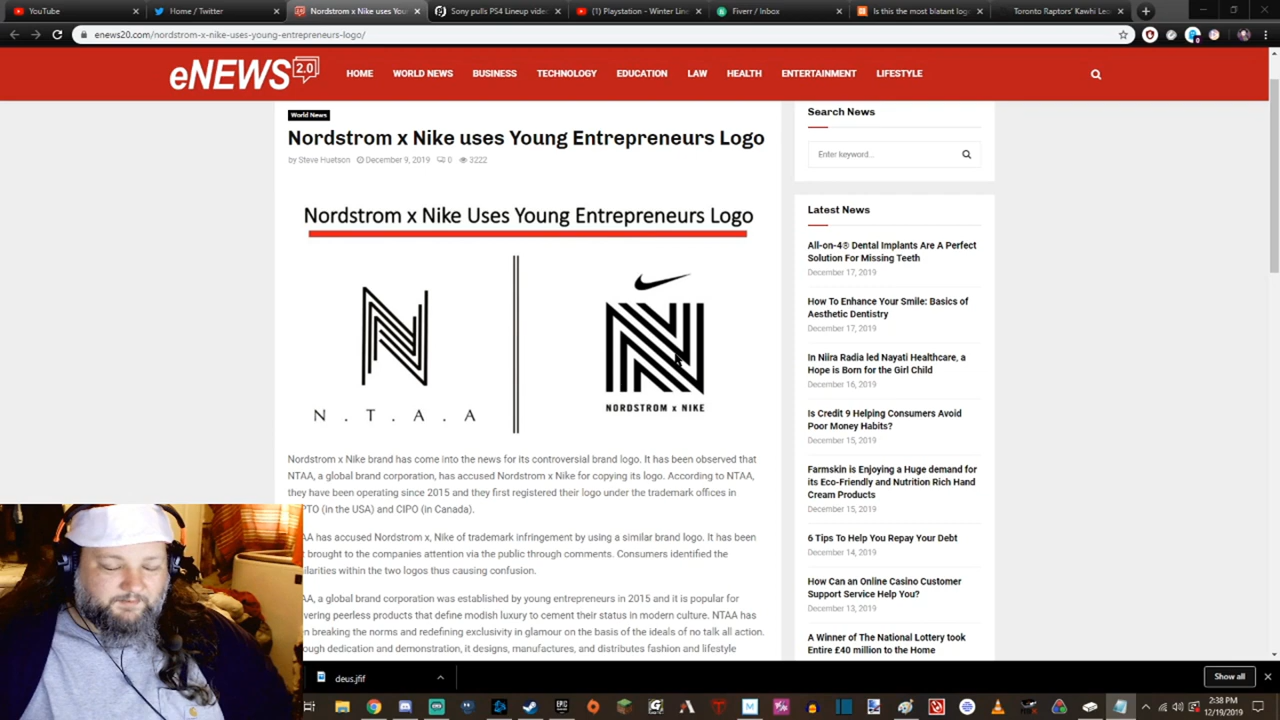 YouTube
Home / Twitter
Nordstrom x Nike uses You
Sony pulls PS4 Lineup vide
(1) Playstation - Winter Lin
Fiverr / Inbox
Is this the most blatant log
Toronto Raptors' Kawhi Le
enews20.com/nordstrom-x-nike-uses-young-entrepreneurs-logo/
eNEWS 2.0
HOME
WORLD NEWS
BUSINESS
TECHNOLOGY
EDUCATION
LAW
HEALTH
ENTERTAINMENT
LIFESTYLE
World News
Nordstrom x Nike uses Young Entrepreneurs Logo
by Steve Huetson December 9, 2019 0 3222
Nordstrom x Nike Uses Young Entrepreneurs Logo
N . T . A . A
NORDSTROM x NIKE
Nordstrom x Nike brand has come into the news for its controversial brand logo. It has been observed that
NTAA, a global brand corporation, has accused Nordstrom x Nike for copying its logo. According to NTAA,
they have been operating since 2015 and they first registered their logo under the trademark offices in
PTO (in the USA) and CIPO (in Canada).
AA has accused Nordstrom x, Nike of trademark infringement by using a similar brand logo. It has been
brought to the companies attention via the public through comments. Consumers identified the
ilarities within the two logos thus causing confusion.
AA, a global brand corporation was established by young entrepreneurs in 2015 and it is popular for
vering peerless products that define modish luxury to cement their status in modern culture. NTAA has
n breaking the norms and redefining exclusivity in glamour on the basis of the ideals of no talk all action.
ough dedication and demonstration, it designs, manufactures, and distributes fashion and lifestyle
Search News
Enter keyword...
Latest News
All-on-4® Dental Implants Are A Perfect
Solution For Missing Teeth
December 17, 2019
How To Enhance Your Smile: Basics of
Aesthetic Dentistry
December 17, 2019
In Niira Radia led Nayati Healthcare, a
Hope is Born for the Girl Child
December 16, 2019
Is Credit 9 Helping Consumers Avoid
Poor Money Habits?
December 15, 2019
Farmskin is Enjoying a Huge demand for
its Eco-Friendly and Nutrition Rich Hand
Cream Products
December 15, 2019
6 Tips To Help You Repay Your Debt
December 14, 2019
How Can an Online Casino Customer
Support Service Help You?
December 13, 2019
A Winner of The National Lottery took
Entire £40 million to the Home
deus.jfif
Show all
2:38 PM
12/19/2019